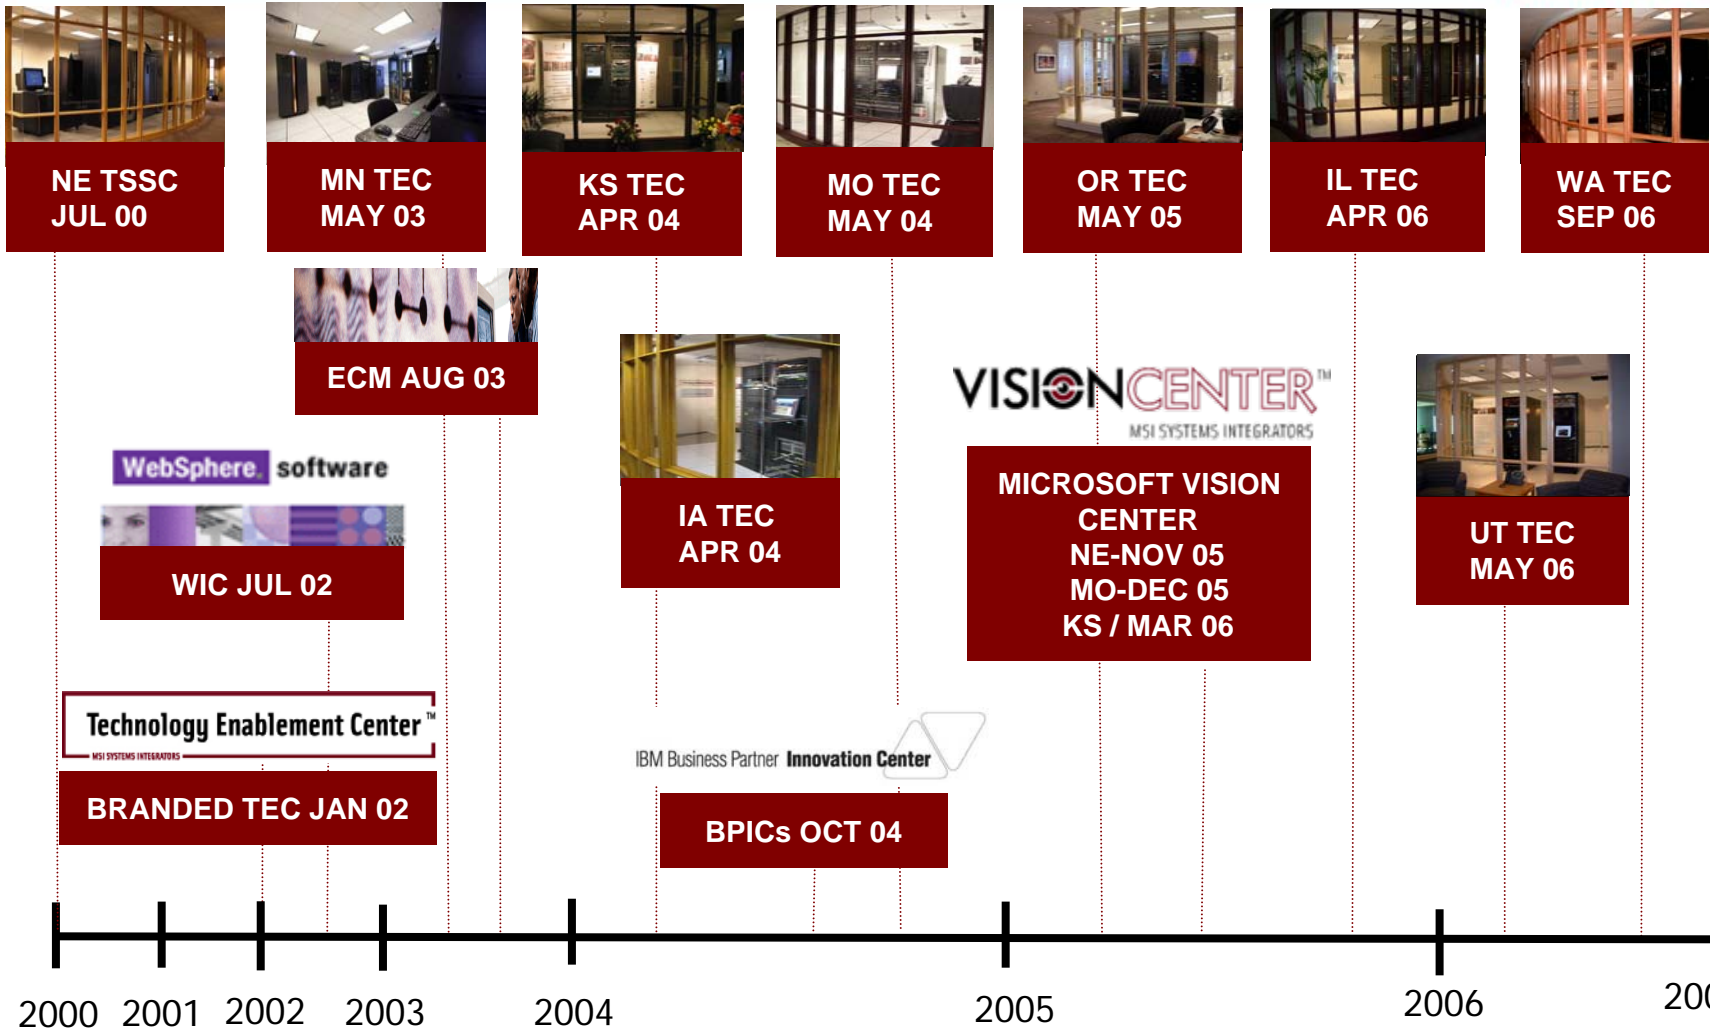 NE TSSC
JUL 00
MN TEC
MAY 03
KS TEC
APR 04
MO TEC
MAY 04
OR TEC
MAY 05
IL TEC
APR 06
WA TEC
SEP 06
ECM AUG 03
WebSphere. software
WIC JUL 02
IA TEC
APR 04
VISIONCENTER™
MSI SYSTEMS INTEGRATORS
MICROSOFT VISION
CENTER
NE-NOV 05
MO-DEC 05
KS / MAR 06
UT TEC
MAY 06
Technology Enablement Center™
MSI SYSTEMS INTEGRATORS
BRANDED TEC JAN 02
IBM Business Partner Innovation Center
BPICs OCT 04
2000 2001 2002 2003 2004 2005 2006